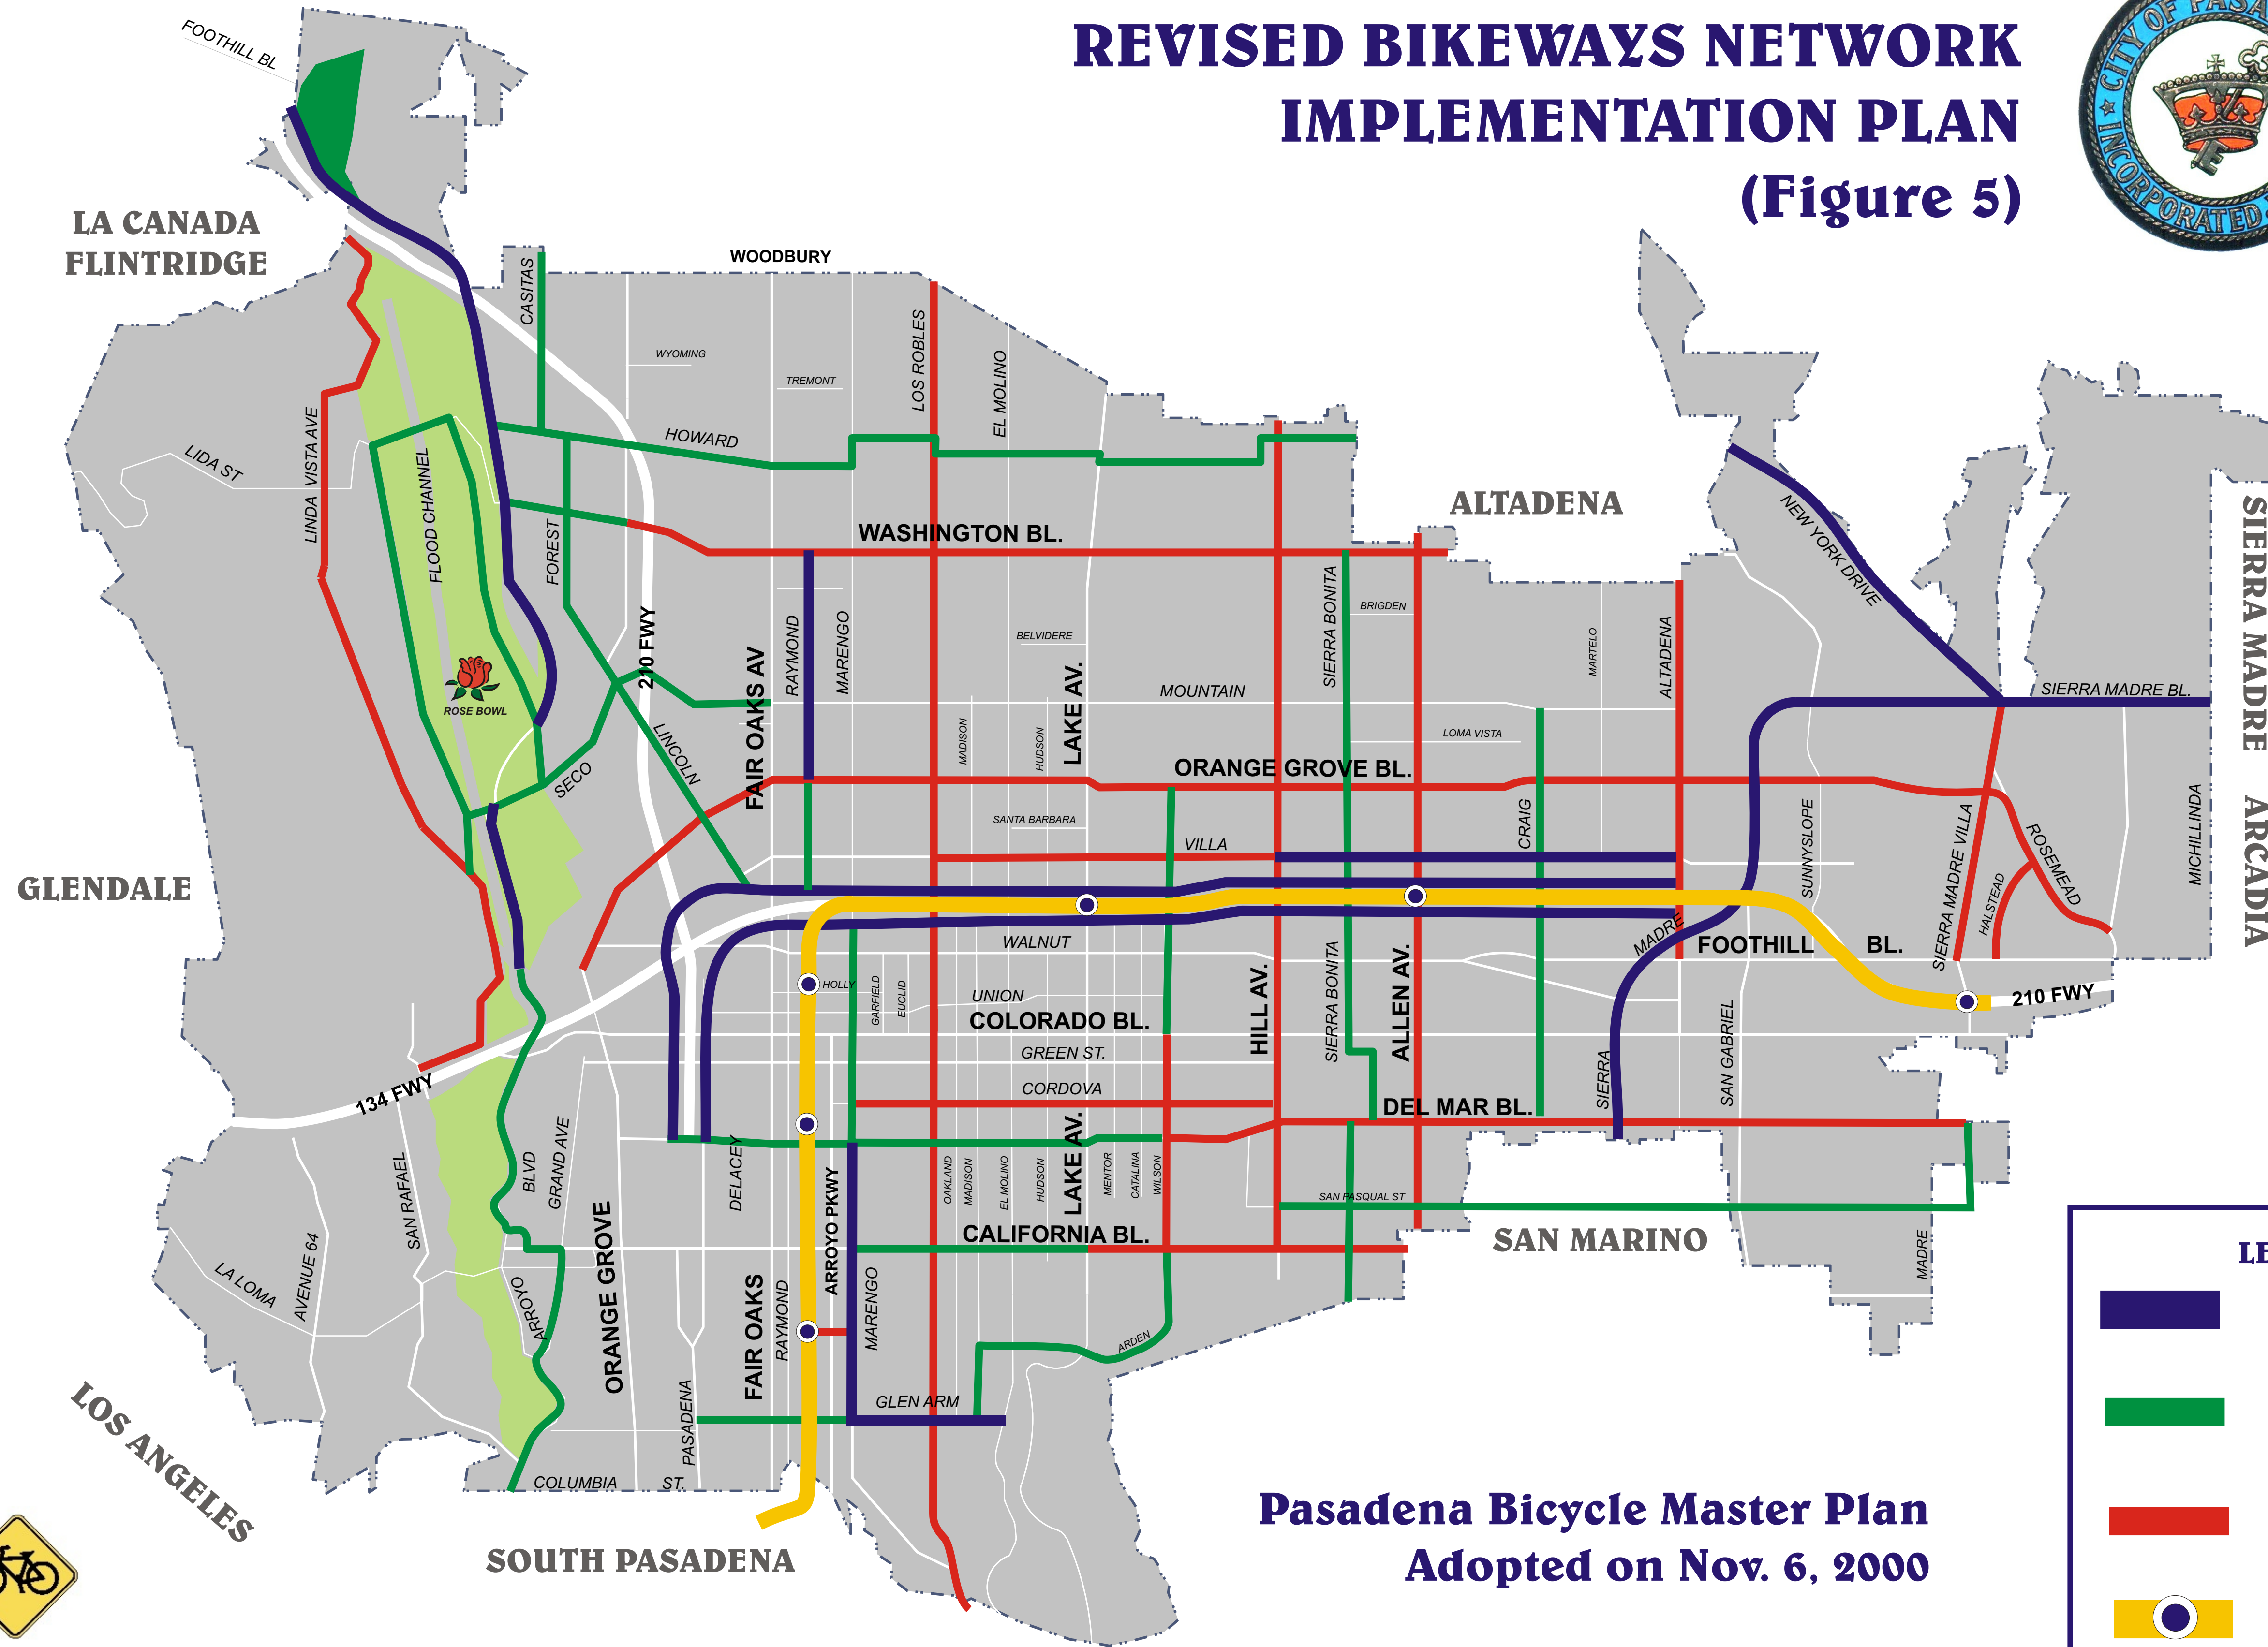 REVISED BIKEWAYS NETWORK
IMPLEMENTATION PLAN
(Figure 5)
CITY OF PASA
INCORPORATED
FOOTHILL BL
LA CANADA
FLINTRIDGE
WOODBURY
CASITAS
WYOMING
TREMONT
LOS ROBLES
EL MOLINO
HOWARD
LINDA VISTA AVE
LIDA ST
FLOOD CHANNEL
FOREST
WASHINGTON BL.
ALTADENA
NEW YORK DRIVE
SIERRA MADRE
ARCADIA
210 FWY
RAYMOND
MARENGO
BELVIDERE
SIERRA BONITA
BRIGDEN
MARTELO
ALTADENA
ROSE BOWL
FAIR OAKS AV
LAKE AV.
MOUNTAIN
SIERRA MADRE BL.
SECO
LINCOLN
MADISON
HUDSON
LOMA VISTA
ORANGE GROVE BL.
SANTA BARBARA
VILLA
CRAIG
SUNNYSLOPE
SIERRA MADRE VILLA
HALSTEAD
ROSEMEAD
MICHILLINDA
GLENDALE
WALNUT
MADRE
FOOTHILL BL.
HOLLY
GARFIELD
EUCLID
UNION
COLORADO BL.
GREEN ST.
CORDOVA
HILL AV.
SIERRA BONITA
ALLEN AV.
SIERRA
SAN GABRIEL
210 FWY
134 FWY
DEL MAR BL.
SAN RAFAEL
BLVD
GRAND AVE
DELACEY
ARROYO PKWY
OAKLAND
MADISON
EL MOLINO
HUDSON
LAKE AV.
MENTOR
CATALINA
WILSON
SAN PASQUAL ST
CALIFORNIA BL.
SAN MARINO
MADRE
LE
LA LOMA
AVENUE 64
ARROYO
ORANGE GROVE
FAIR OAKS
RAYMOND
MARENGO
ARDEN
PASADENA
GLEN ARM
COLUMBIA ST.
LOS ANGELES
SOUTH PASADENA
Pasadena Bicycle Master Plan
Adopted on Nov. 6, 2000